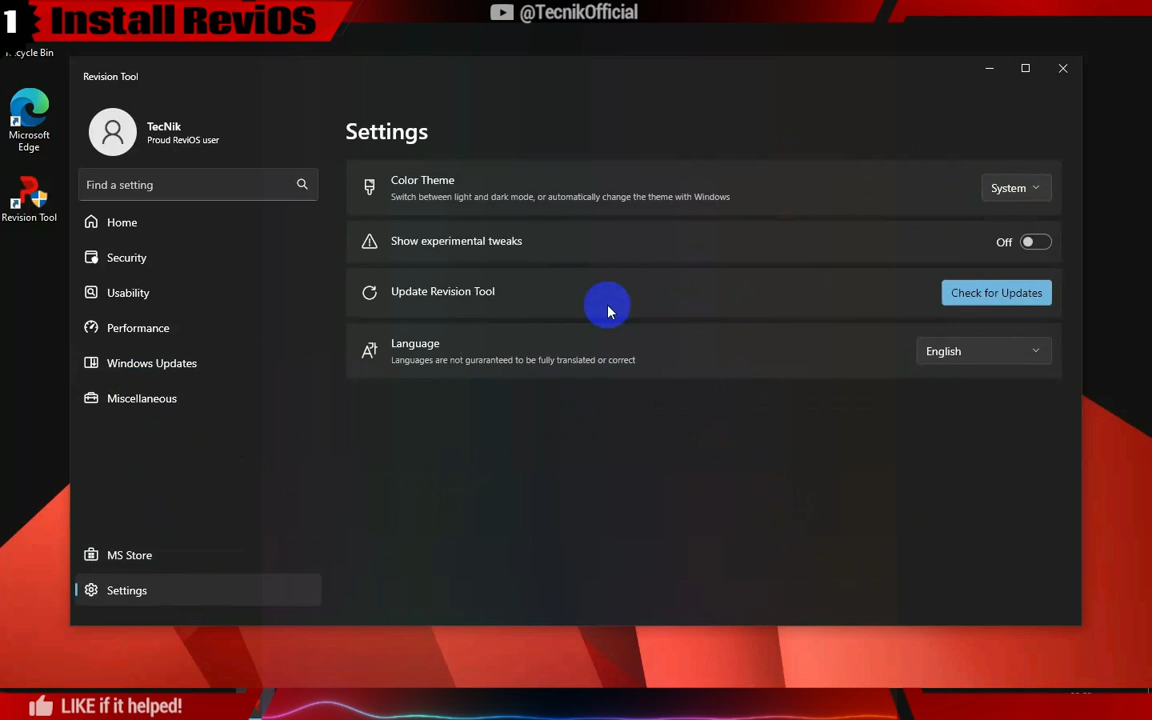 1 Install ReviOS
@TecnikOfficial
Recycle Bin
Microsoft
Edge
Revision Tool
Revision Tool
TecNik
Proud ReviOS user
Find a setting
Home
Security
Usability
Performance
Windows Updates
Miscellaneous
MS Store
Settings
Settings
Color Theme
Switch between light and dark mode, or automatically change the theme with Windows
System
Show experimental tweaks
Off
Update Revision Tool
Check for Updates
Language
Languages are not guraranteed to be fully translated or correct
English
LIKE if it helped!